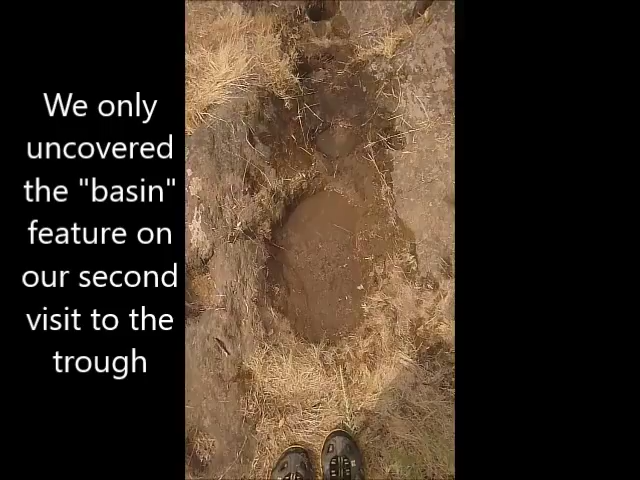 We only
uncovered
the "basin"
feature on
our second
visit to the
trough